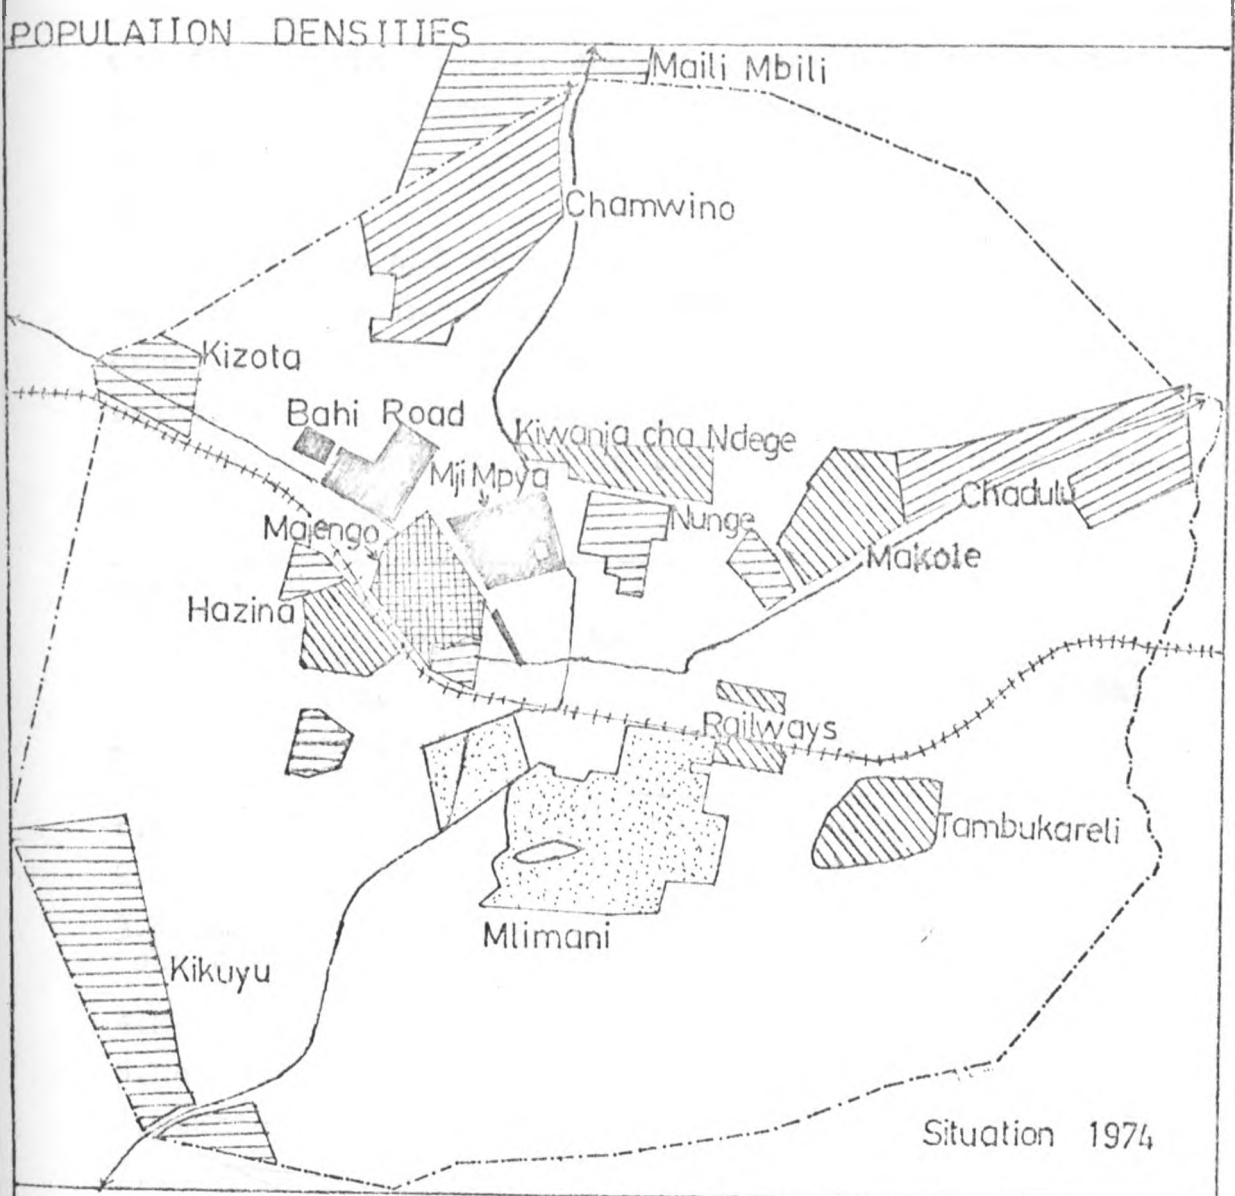 POPULATION DENSITIES
Maili Mbili
Chamwino
Kizota
Bahi Road
Kiwanja cha Ndege
Mji Mpya
Chadulu
Majengo
Nunge
Makole
Hazina
Railways
Tambukareli
Mlimani
Kikuyu
Situation 1974